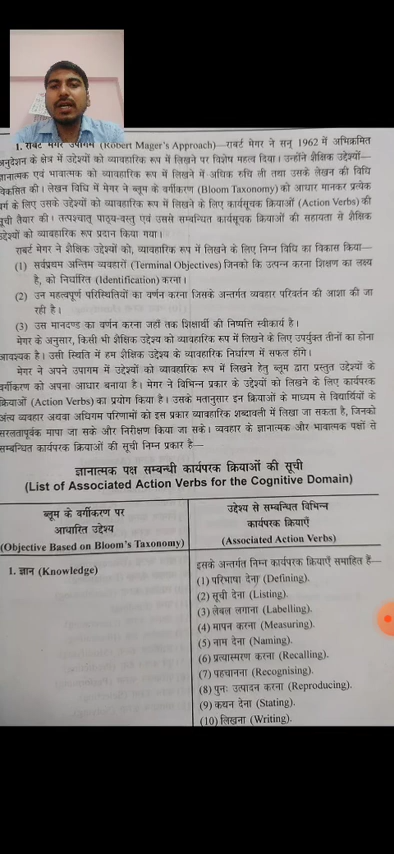 1. राबर्ट मेगर उपागम (Robert Mager's Approach)—राबर्ट मेगर ने सन् 1962 में अभिक्रमित
अनुदेशन के क्षेत्र में उद्देश्यों को व्यावहारिक रूप में लिखने पर विशेष महत्व दिया। उन्होंने शैक्षिक उद्देश्यों—
ज्ञानात्मक एवं भावात्मक को व्यावहारिक रूप में लिखने में अधिक रुचि ली तथा उसके लेखन की विधि
विकसित की। लेखन विधि में मेगर ने ब्लूम के वर्गीकरण (Bloom Taxonomy) को आधार मानकर प्रत्येक
वर्ग के लिए उसके उद्देश्यों को व्यावहारिक रूप में लिखने के लिए कार्यसूचक क्रियाओं (Action Verbs) की
सूची तैयार की। तत्पश्चात् पाठ्य-वस्तु एवं उससे सम्बन्धित कार्यसूचक क्रियाओं की सहायता से शैक्षिक
उद्देश्यों को व्यावहारिक रूप प्रदान किया गया।
राबर्ट मेगर ने शैक्षिक उद्देश्यों को, व्यावहारिक रूप में लिखने के लिए निम्न विधि का विकास किया—
(1) सर्वप्रथम अन्तिम व्यवहारों (Terminal Objectives) जिनको कि उत्पन्न करना शिक्षण का लक्ष्य
है, को निर्धारित (Identification) करना।
(2) उन महत्वपूर्ण परिस्थितियों का वर्णन करना जिसके अन्तर्गत व्यवहार परिवर्तन की आशा की जा
रही है।
(3) उस मानदण्ड का वर्णन करना जहाँ तक शिक्षार्थी की निष्पत्ति स्वीकार्य है।
मेगर के अनुसार, किसी भी शैक्षिक उद्देश्य को व्यावहारिक रूप में लिखने के लिए उपर्युक्त तीनों का होना
आवश्यक है। उसी स्थिति में हम शैक्षिक उद्देश्य के व्यावहारिक निर्धारण में सफल होंगे।
मेगर ने अपने उपागम में उद्देश्यों को व्यावहारिक रूप में लिखने हेतु ब्लूम द्वारा प्रस्तुत उद्देश्यों के
वर्गीकरण को अपना आधार बनाया है। मेगर ने विभिन्न प्रकार के उद्देश्यों को लिखने के लिए कार्यपरक
क्रियाओं (Action Verbs) का प्रयोग किया है। उसके मतानुसार इन क्रियाओं के माध्यम से विद्यार्थियों के
अंत्य व्यवहार अथवा अधिगम परिणामों को इस प्रकार व्यावहारिक शब्दावली में लिखा जा सकता है, जिनको
सरलतापूर्वक मापा जा सके और निरीक्षण किया जा सके। व्यवहार के ज्ञानात्मक और भावात्मक पक्षों से
सम्बन्धित कार्यपरक क्रियाओं की सूची निम्न प्रकार है—
ज्ञानात्मक पक्ष सम्बन्धी कार्यपरक क्रियाओं की सूची
(List of Associated Action Verbs for the Cognitive Domain)
ब्लूम के वर्गीकरण पर
आधारित उद्देश्य
(Objective Based on Bloom's Taxonomy)
उद्देश्य से सम्बन्धित विभिन्न
कार्यपरक क्रियाएँ
(Associated Action Verbs)
1. ज्ञान (Knowledge)
इसके अन्तर्गत निम्न कार्यपरक क्रियाएँ समाहित हैं—
(1) परिभाषा देना (Defining).
(2) सूची देना (Listing).
(3) लेबल लगाना (Labelling).
(4) मापन करना (Measuring).
(5) नाम देना (Naming).
(6) प्रत्यास्मरण करना (Recalling).
(7) पहचानना (Recognising).
(8) पुनः उत्पादन करना (Reproducing).
(9) कथन देना (Stating).
(10) लिखना (Writing).